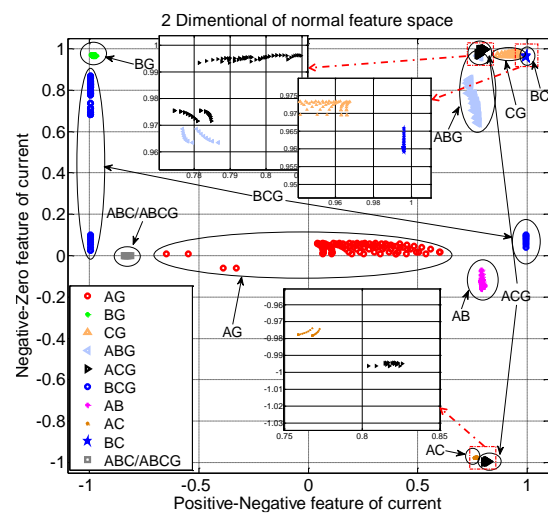 2 Dimentional of normal feature space
Negative-Zero feature of current
1
0.8
0.6
0.4
0.2
0
-0.2
-0.4
-0.6
-0.8
-1
BG
1
0.99
0.98
0.97
0.96
0.77
0.78
0.79
0.8
0.975
0.97
0.965
0.96
0.955
0.95
0.96
0.98
1
BC
CG
ABG
BCG
ABC/ABCG
AG
AB
ACG
AG
BG
CG
ABG
ACG
BCG
AB
AC
BC
ABC/ABCG
-0.97
-0.98
-0.99
-1
-1.01
-1.02
-1.03
0.75
0.8
0.85
AC
-1
-0.5
0
0.5
1
Positive-Negative feature of current